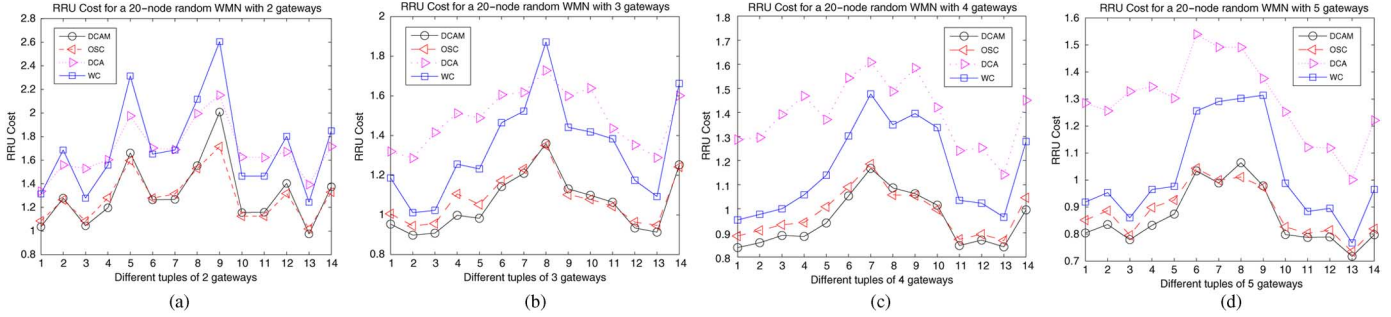 RRU Cost for a 20-node random WMN with 2 gateways
2.8
2.6
2.4
2.2
2
1.8
1.6
1.4
1.2
1
0.8
RRU Cost
DCAM
OSC
DCA
WC
1 2 3 4 5 6 7 8 9 10 11 12 13 14
Different tuples of 2 gateways
(a)
RRU Cost for a 20-node random WMN with 3 gateways
2
1.8
1.6
1.4
1.2
1
0.8
RRU Cost
DCAM
OSC
DCA
WC
1 2 3 4 5 6 7 8 9 10 11 12 13 14
Different tuples of 3 gateways
(b)
RRU Cost for a 20-node random WMN with 4 gateways
1.8
1.7
1.6
1.5
1.4
1.3
1.2
1.1
1
0.9
0.8
RRU Cost
DCAM
OSC
DCA
WC
1 2 3 4 5 6 7 8 9 10 11 12 13 14
Different tuples of 4 gateways
(c)
RRU Cost for a 20-node random WMN with 5 gateways
1.6
1.5
1.4
1.3
1.2
1.1
1
0.9
0.8
0.7
RRU Cost
DCAM
OSC
DCA
WC
1 2 3 4 5 6 7 8 9 10 11 12 13 14
Different tuples of 5 gateways
(d)